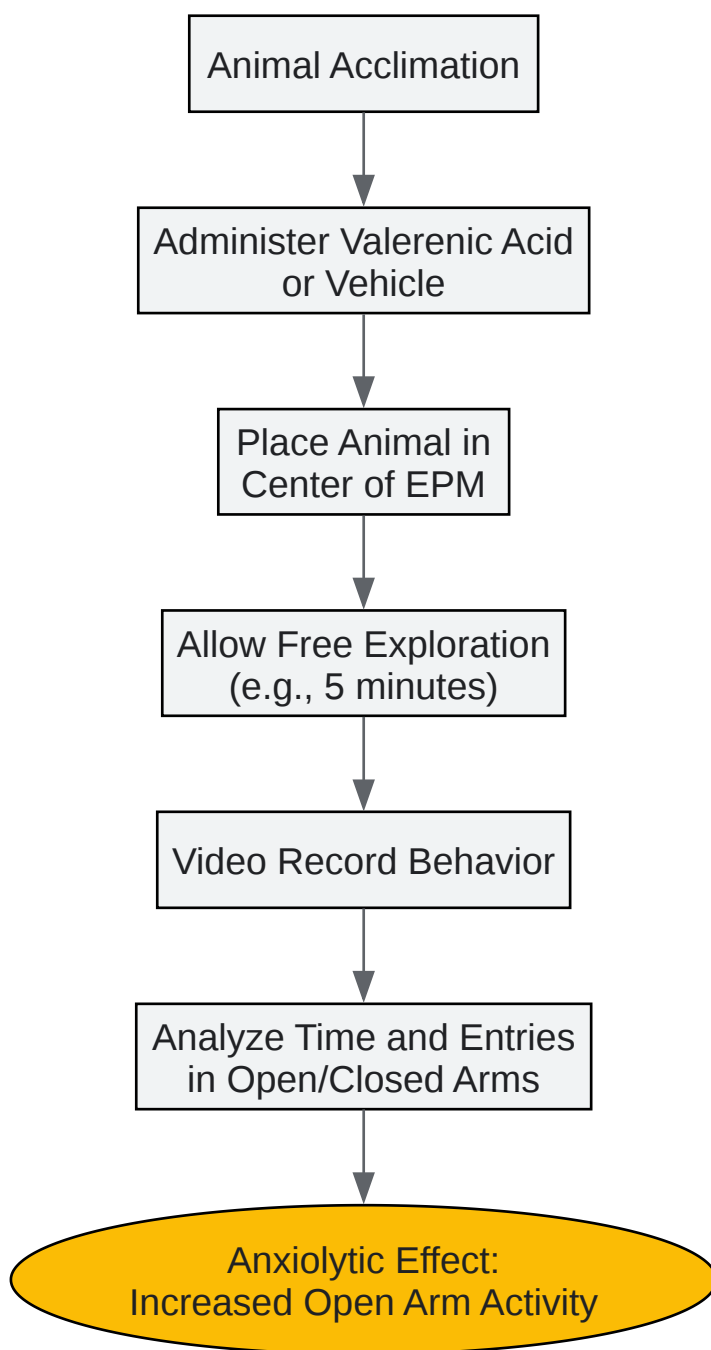 Animal Acclimation
Administer Valerenic Acid
or Vehicle
Place Animal in
Center of EPM
Allow Free Exploration
(e.g., 5 minutes)
Video Record Behavior
Analyze Time and Entries
in Open/Closed Arms
Anxiolytic Effect:
Increased Open Arm Activity